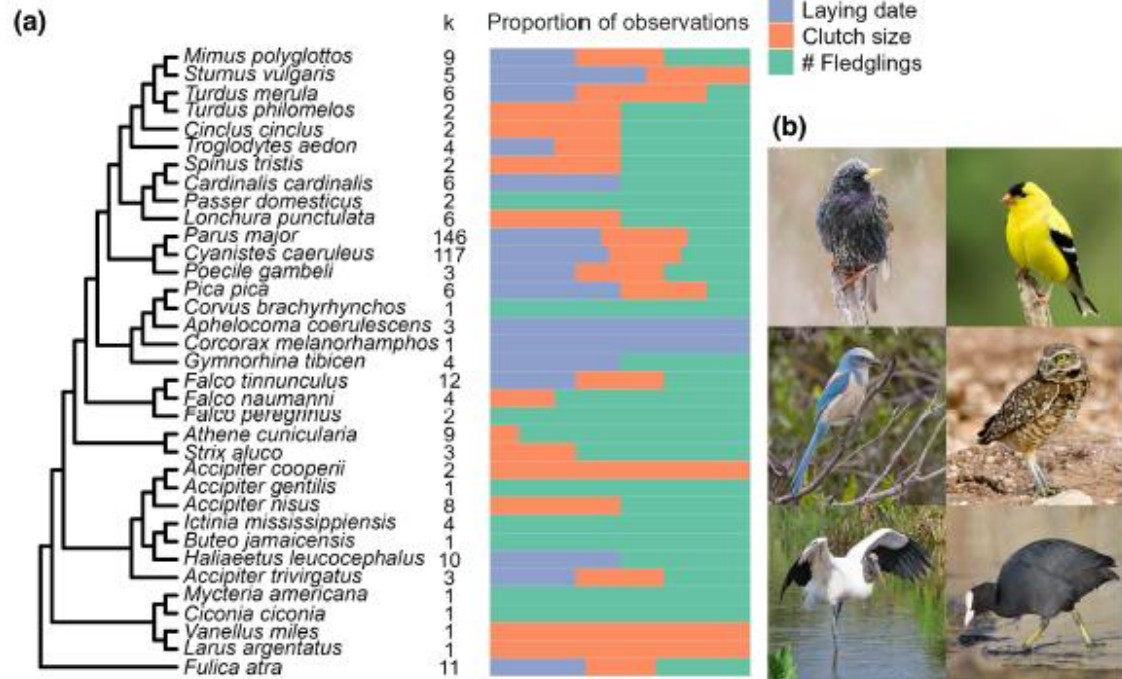 (a)
k Proportion of observations
Laying date
Clutch size
# Fledglings
Mimus polyglottos 9
Sturnus vulgaris 5
Turdus merula 6
Turdus philomelos 2
Cinclus cinclus 2
Troglodytes aedon 4
Spinus tristis 2
Cardinalis cardinalis 6
Passer domesticus 2
Lonchura punctulata 6
Parus major 146
Cyanistes caeruleus 117
Poecile gambeli 3
Pica pica 6
Corvus brachyrhynchos 1
Aphelocoma coerulescens 3
Corcorax melanorhamphos 1
Gymnorhina tibicen 4
Falco tinnunculus 12
Falco naumanni 4
Falco peregrinus 2
Athene cunicularia 9
Strix aluco 3
Accipiter cooperii 2
Accipiter gentilis 1
Accipiter nisus 8
Ictinia mississippiensis 4
Buteo jamaicensis 1
Haliaeetus leucocephalus 10
Accipiter trivirgatus 3
Mycteria americana 1
Ciconia ciconia 1
Vanellus miles 1
Larus argentatus 1
Fulica atra 11
(b)